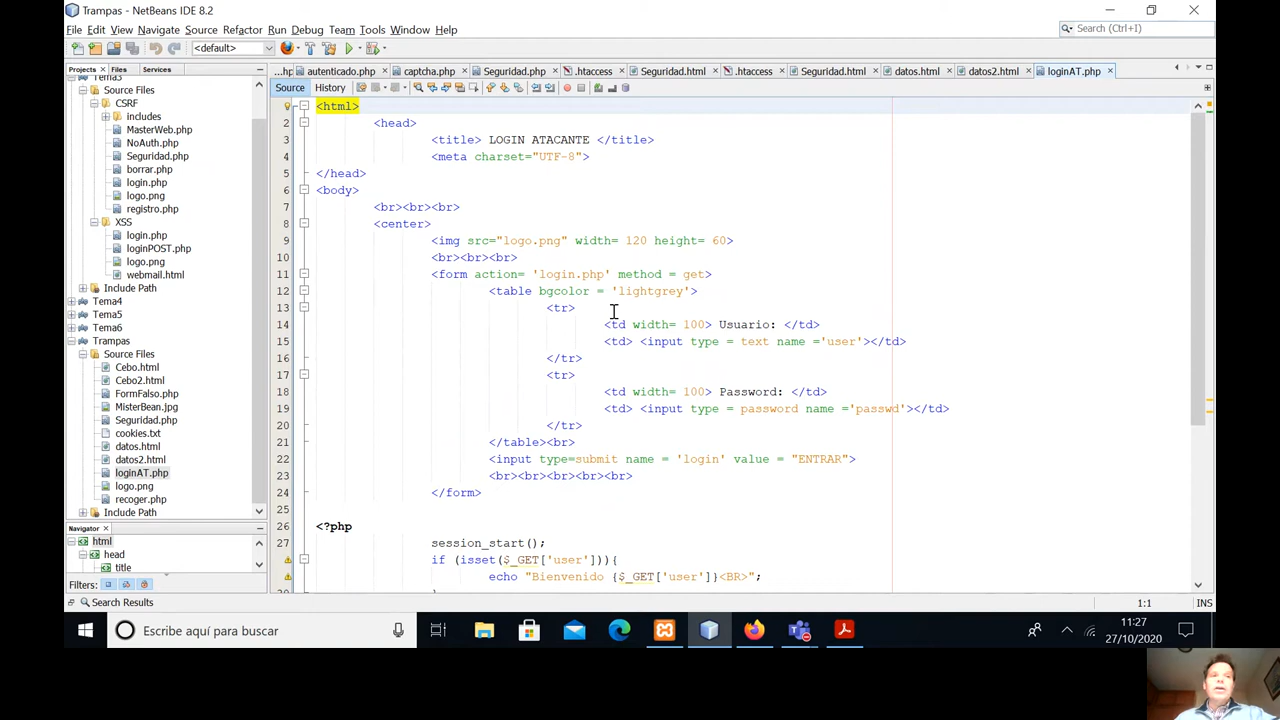 Trampas - NetBeans IDE 8.2
File Edit View Navigate Source Refactor Run Debug Team Tools Window Help
Search (Ctrl+I)
<default>
Projects Files Services
...hp autenticado.php captcha.php Seguridad.php .htaccess Seguridad.html .htaccess Seguridad.html datos.html datos2.html loginAT.php
Source History
Tema3
Source Files
CSRF
includes
MasterWeb.php
NoAuth.php
Seguridad.php
borrar.php
login.php
logo.png
registro.php
XSS
login.php
loginPOST.php
logo.png
webmail.html
Include Path
Tema4
Tema5
Tema6
Trampas
Source Files
Cebo.html
Cebo2.html
FormFalso.php
MisterBean.jpg
Seguridad.php
cookies.txt
datos.html
datos2.html
loginAT.php
logo.png
recoger.php
Include Path
Navigator
html
head
title
Filters:
1 <html>
2 <head>
3 <title> LOGIN ATACANTE </title>
4 <meta charset="UTF-8">
5 </head>
6 <body>
7 <br><br><br>
8 <center>
9 <img src="logo.png" width= 120 height= 60>
10 <br><br><br>
11 <form action= 'login.php' method = get>
12 <table bgcolor = 'lightgrey'>
13 <tr>
14 <td width= 100> Usuario: </td>
15 <td> <input type = text name ='user'></td>
16 </tr>
17 <tr>
18 <td width= 100> Password: </td>
19 <td> <input type = password name ='passwd'></td>
20 </tr>
21 </table><br>
22 <input type=submit name = 'login' value = "ENTRAR">
23 <br><br><br><br><br>
24 </form>
25
26 <?php
27 session_start();
if (isset($_GET['user'])){
echo "Bienvenido {$_GET['user']}<BR>";
Search Results
1:1 INS
Escribe aquí para buscar
11:27
27/10/2020